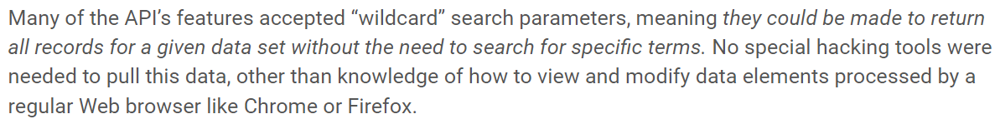 Many of the API’s features accepted “wildcard” search parameters, meaning they could be made to return
all records for a given data set without the need to search for specific terms. No special hacking tools were
needed to pull this data, other than knowledge of how to view and modify data elements processed by a
regular Web browser like Chrome or Firefox.